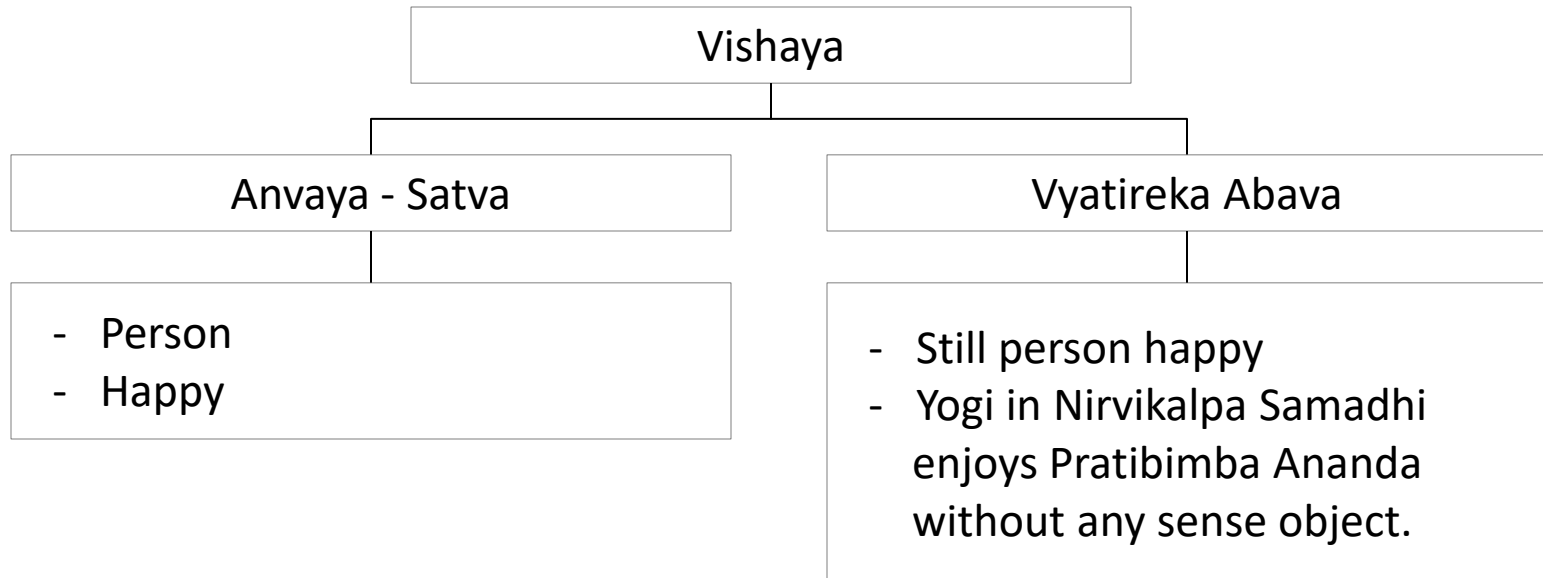 Vishaya
Anvaya - Satva
Vyatireka Abava
- Person
- Happy
- Still person happy
- Yogi in Nirvikalpa Samadhi
enjoys Pratibimba Ananda
without any sense object.